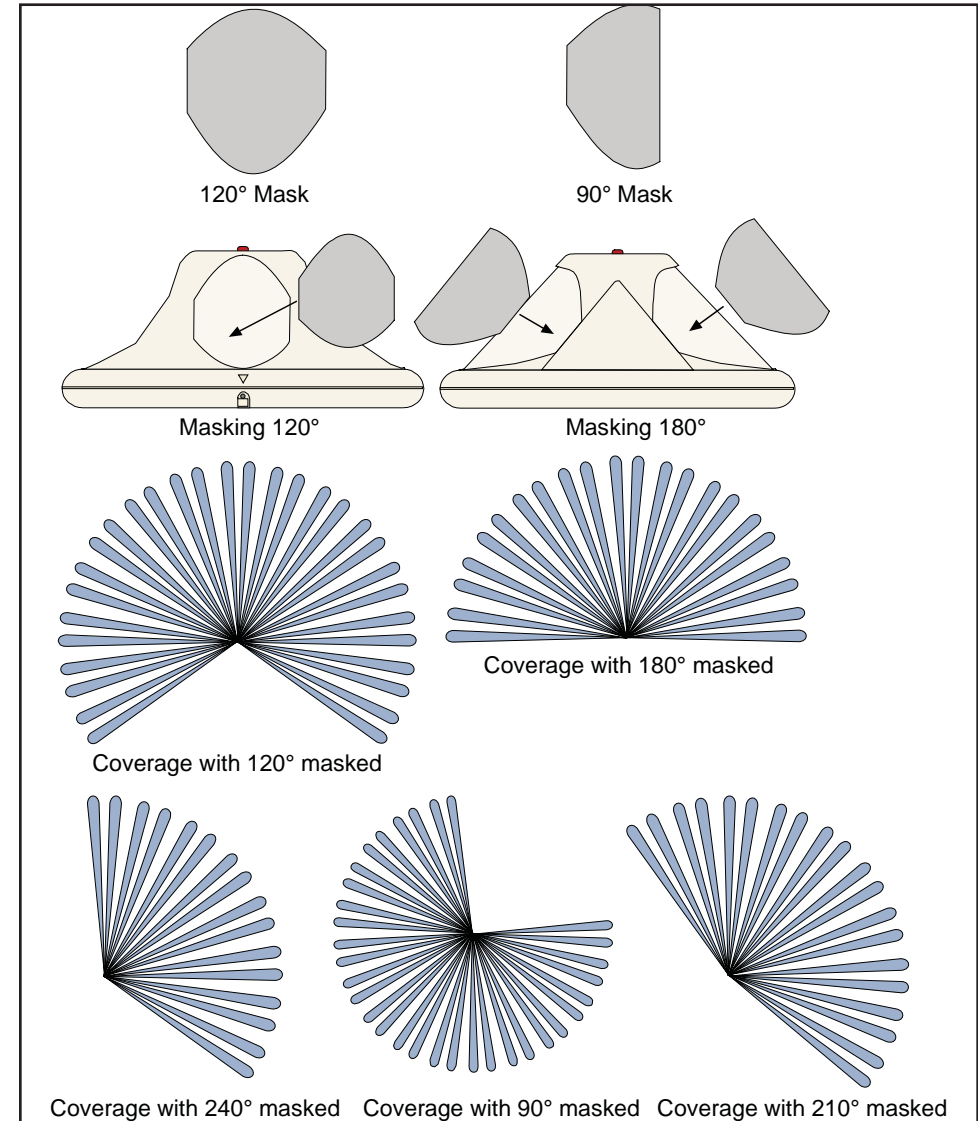 120° Mask
90° Mask
Masking 120°
Masking 180°
Coverage with 180° masked
Coverage with 120° masked
Coverage with 240° masked
Coverage with 90° masked
Coverage with 210° masked